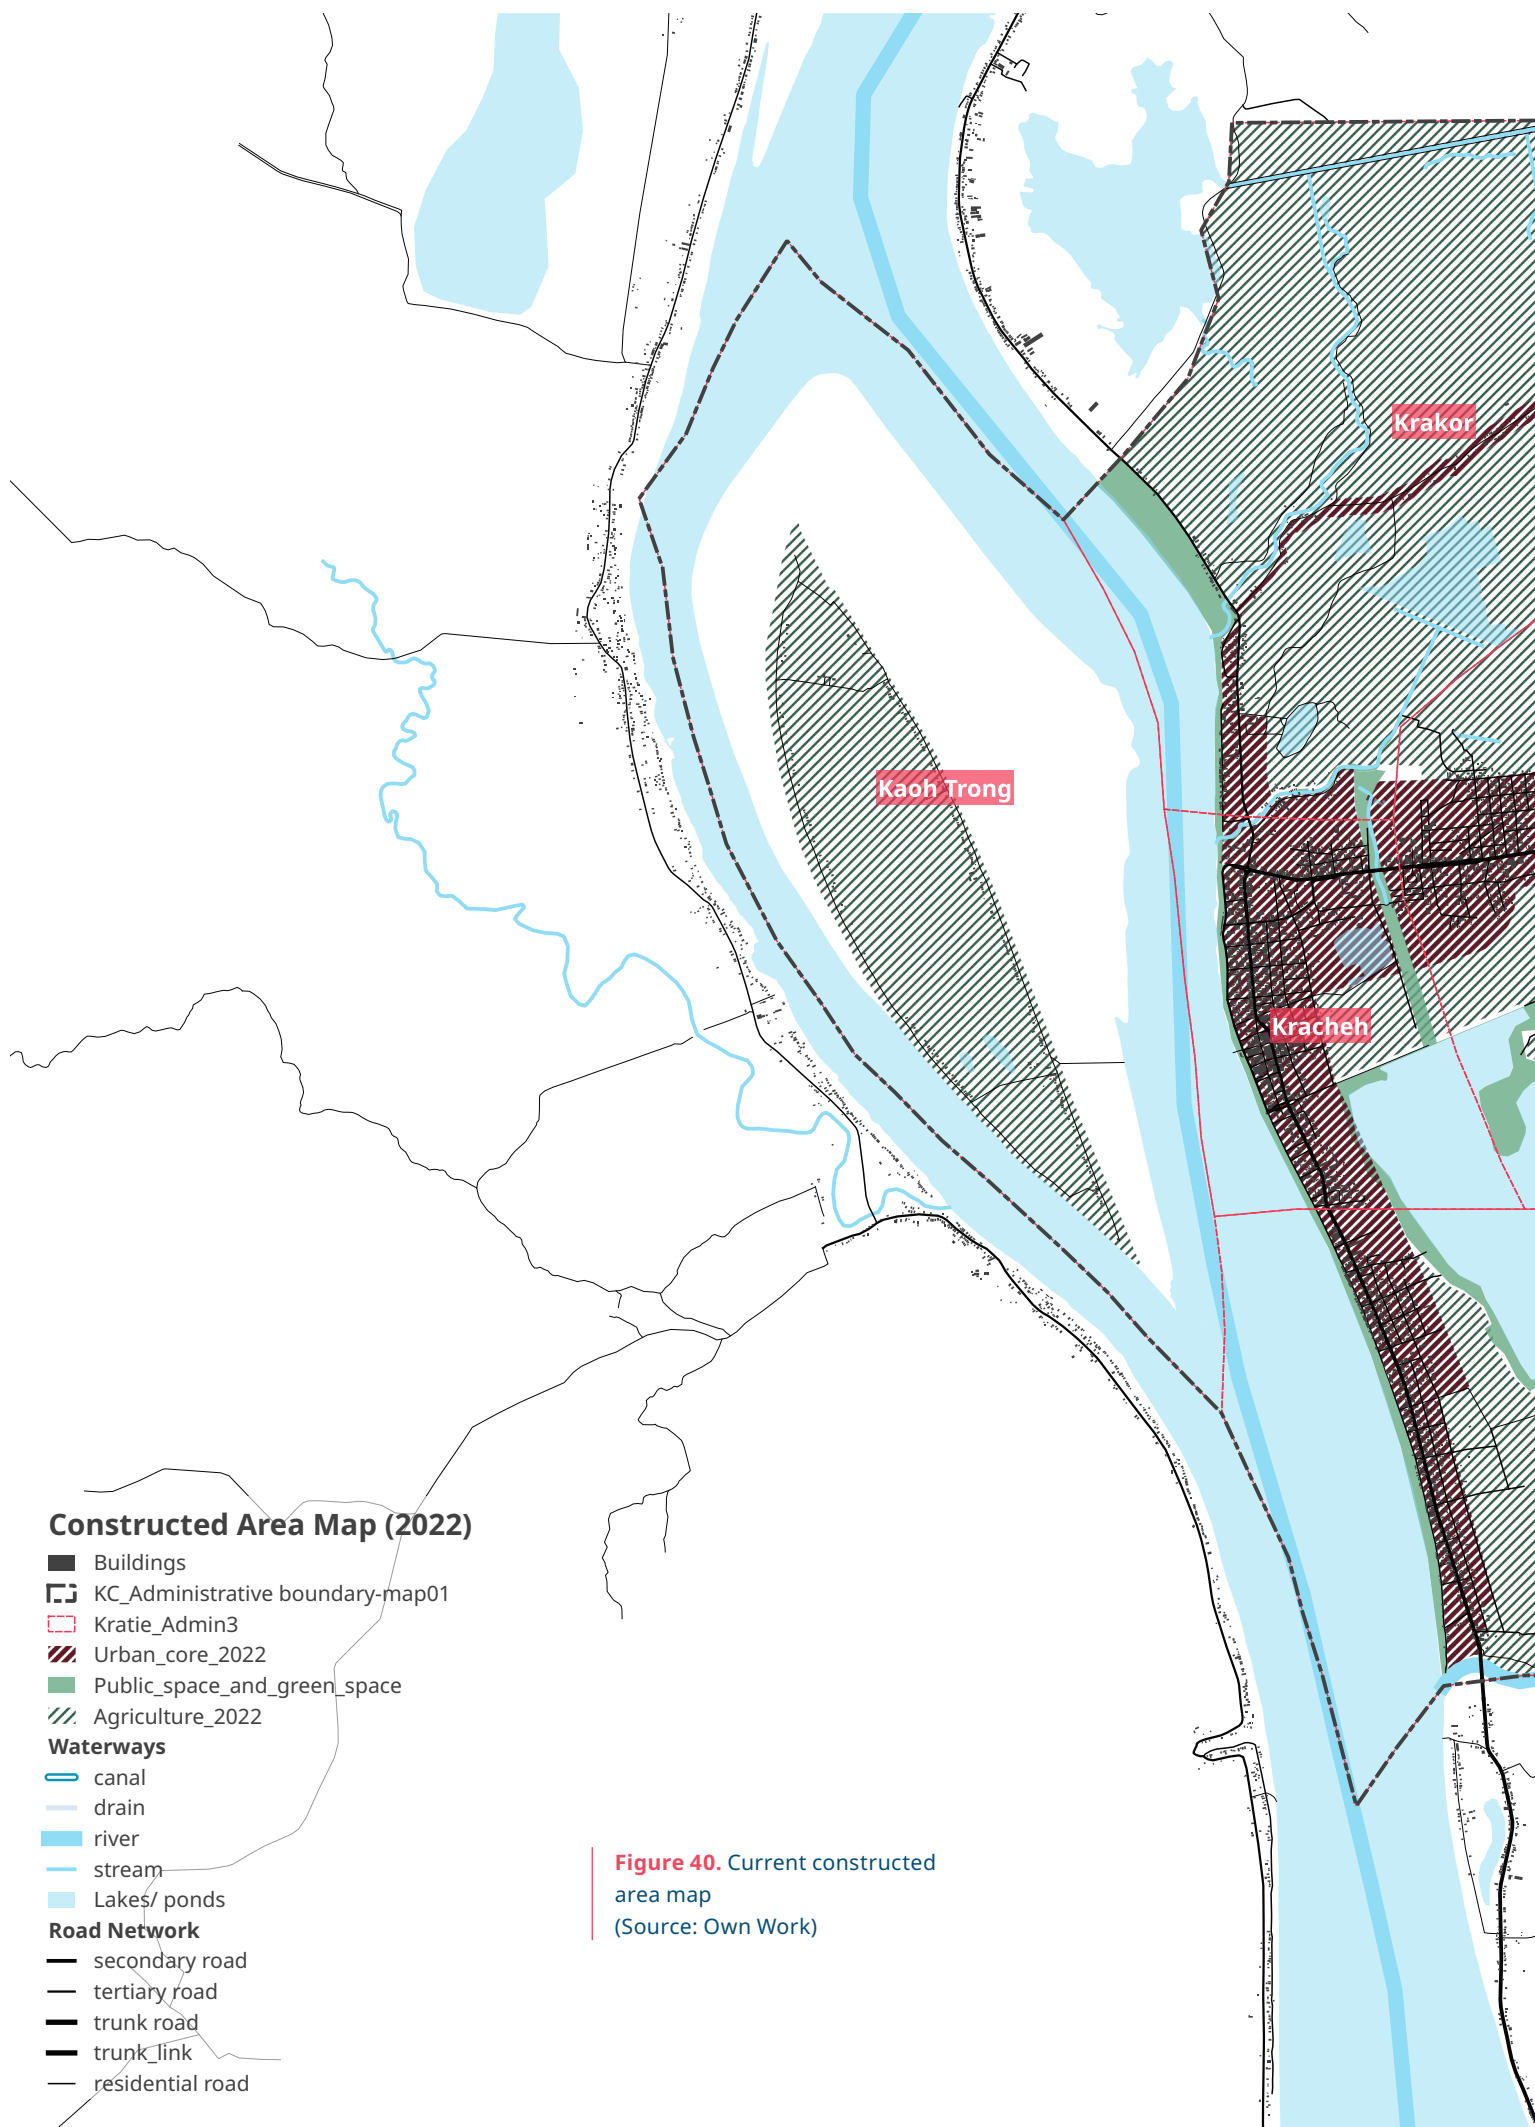 Krakor
Kaoh Trong
Kracheh
Constructed Area Map (2022)
Buildings
KC_Administrative boundary-map01
Kratie_Admin3
Urban_core_2022
Public_space_and_green_space
Agriculture_2022
Waterways
canal
drain
river
stream
Lakes/ ponds
Road Network
secondary road
tertiary road
trunk road
trunk_link
residential road
Figure 40. Current constructed
area map
(Source: Own Work)